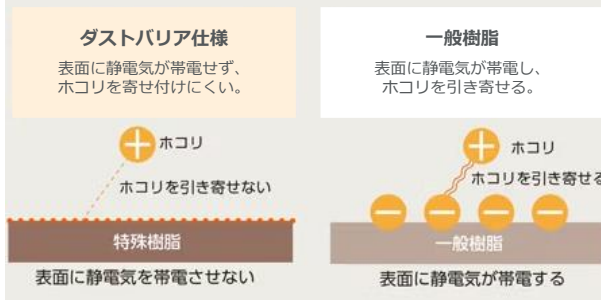 ダストバリア仕様
表面に静電気が帯電せず、
ホコリを寄せ付けにくい。
ホコリ
ホコリを引き寄せない
特殊樹脂
表面に静電気を帯電させない
一般樹脂
表面に静電気が帯電し、
ホコリを引き寄せる。
ホコリ
ホコリを引き寄せる
一般樹脂
表面に静電気が帯電する